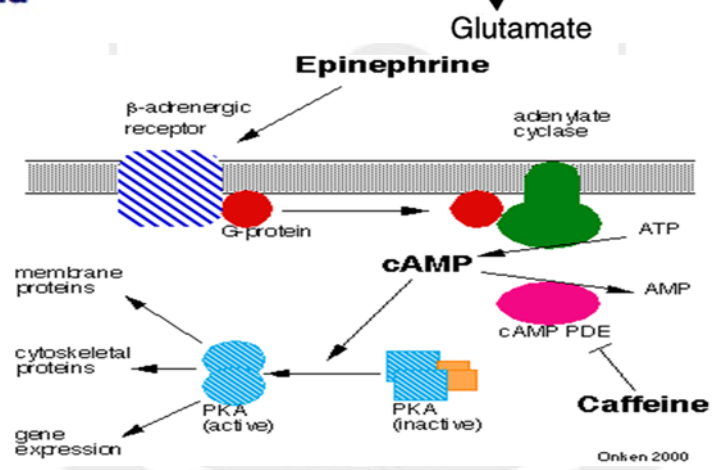 Glutamate
Epinephrine
β-adrenergic
receptor
adenylate
cyclase
G-protein
ATP
cAMP
AMP
membrane
proteins
cAMP PDE
cytoskeletal
proteins
PKA
(active)
PKA
(inactive)
Caffeine
gene
expression
Onken 2000